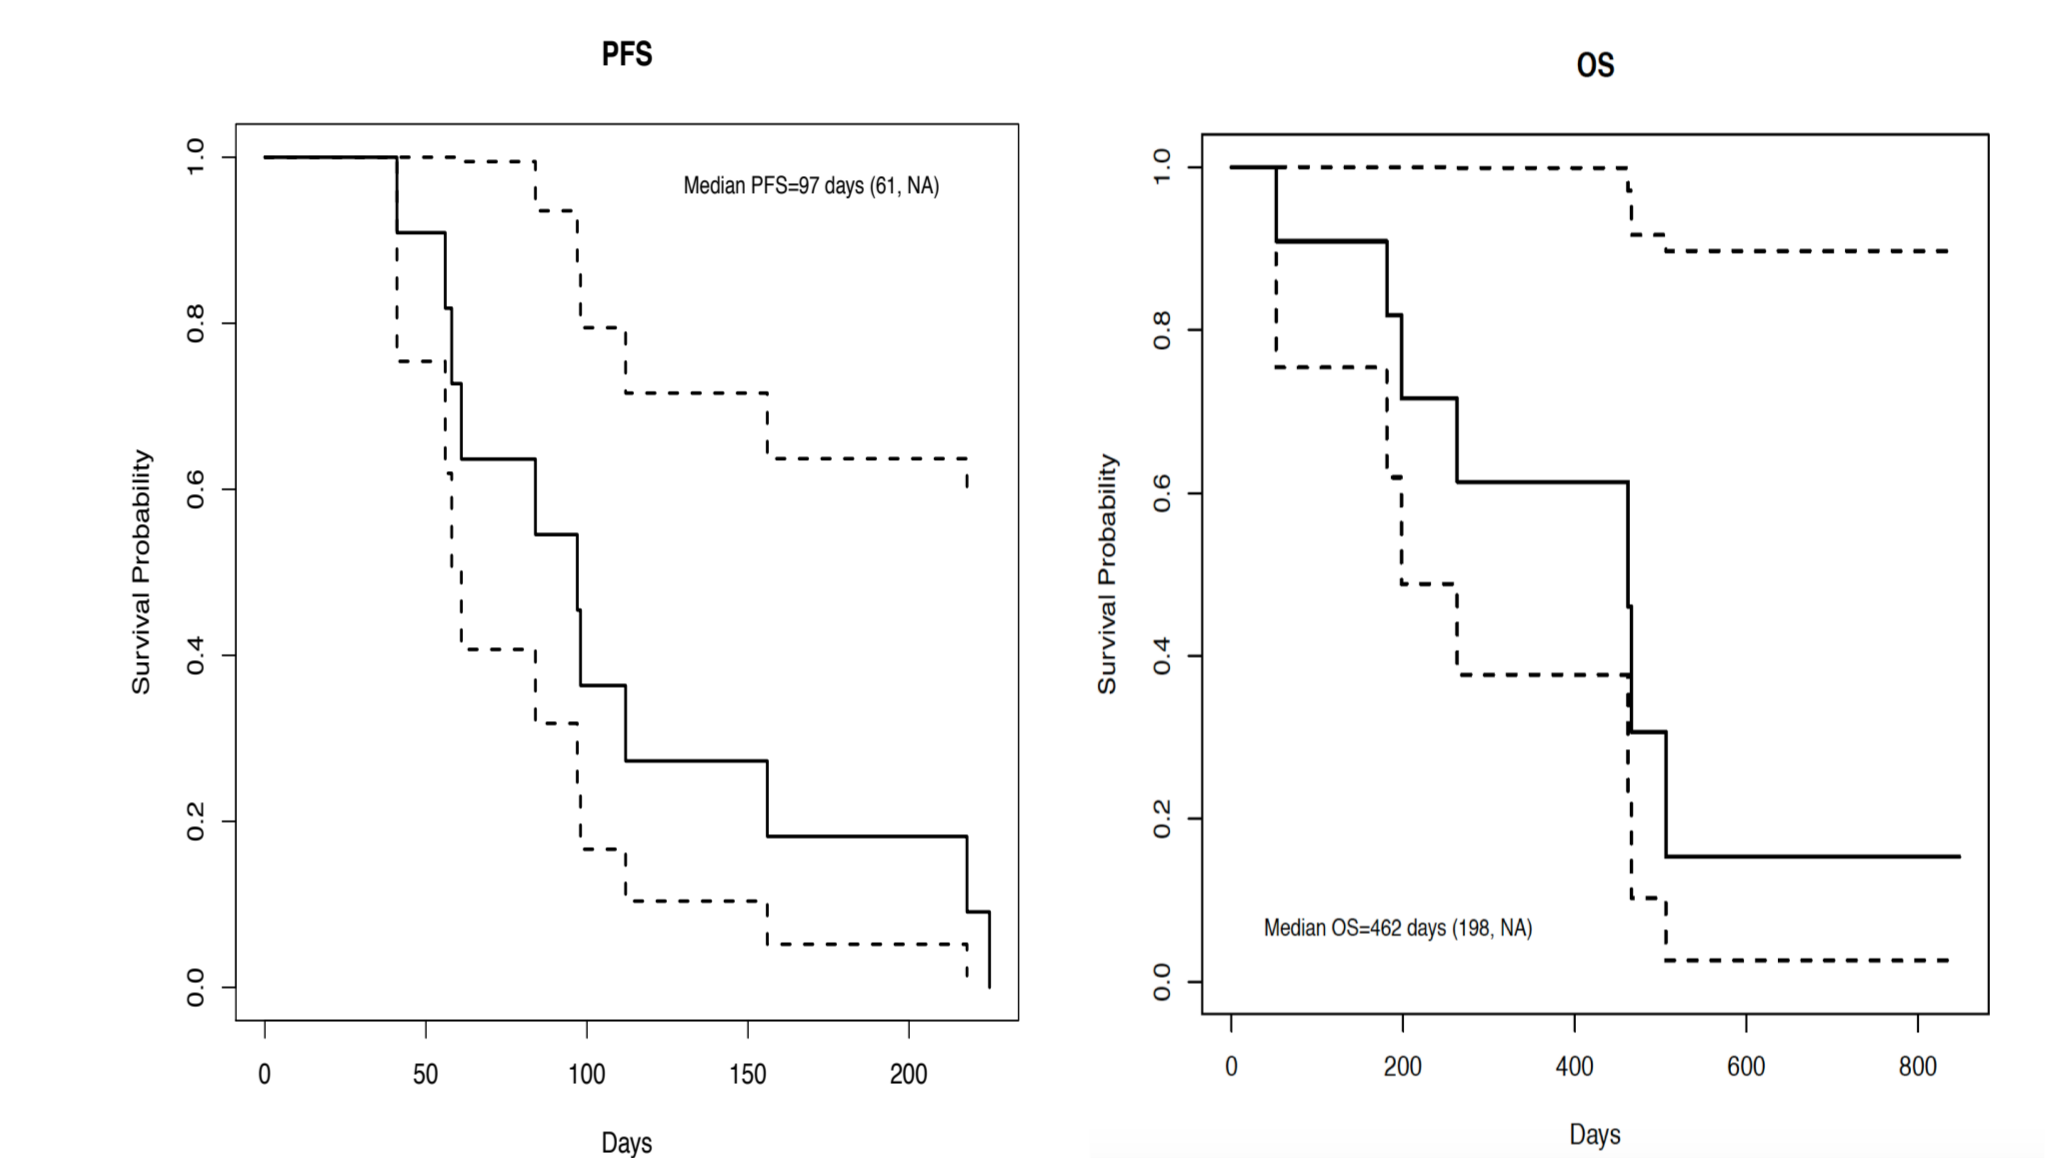 PFS
Median PFS=97 days (61, NA)
Survival Probability
1.0
0.8
0.6
0.4
0.2
0.0
0 50 100 150 200
Days
OS
Survival Probability
1.0
0.8
0.6
0.4
0.2
0.0
Median OS=462 days (198, NA)
0 200 400 600 800
Days